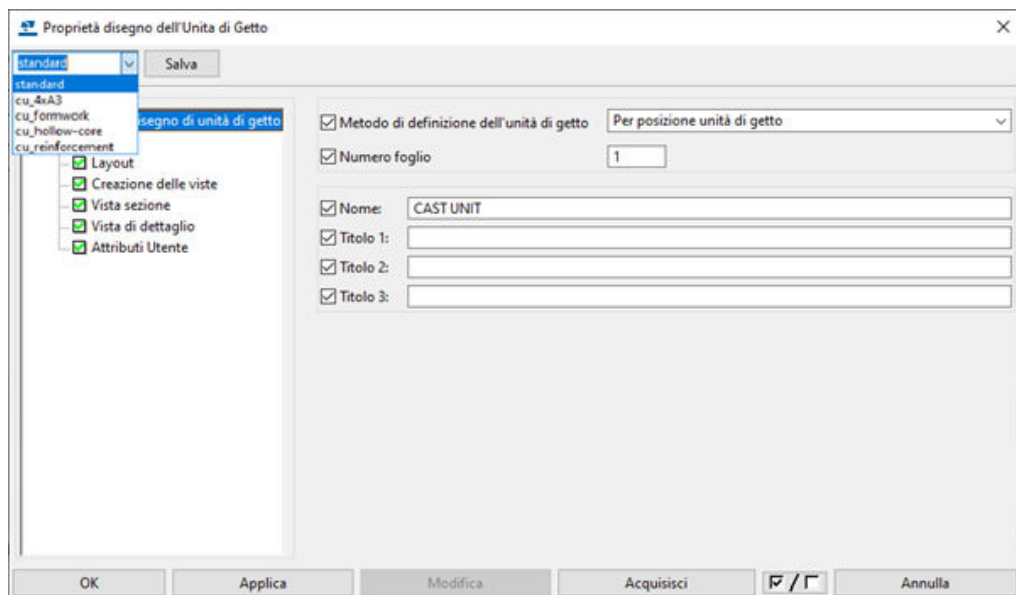 Proprietà disegno dell'Unita di Getto
standard
Salva
standard
cu_4xA3
cu_formwork
cu_hollow-core
cu_reinforcement
isegno di unità di getto
Layout
Creazione delle viste
Vista sezione
Vista di dettaglio
Attributi Utente
Metodo di definizione dell'unità di getto
Per posizione unità di getto
Numero foglio
1
Nome:
CAST UNIT
Titolo 1:
Titolo 2:
Titolo 3:
OK
Applica
Modifica
Acquisisci
/
Annulla